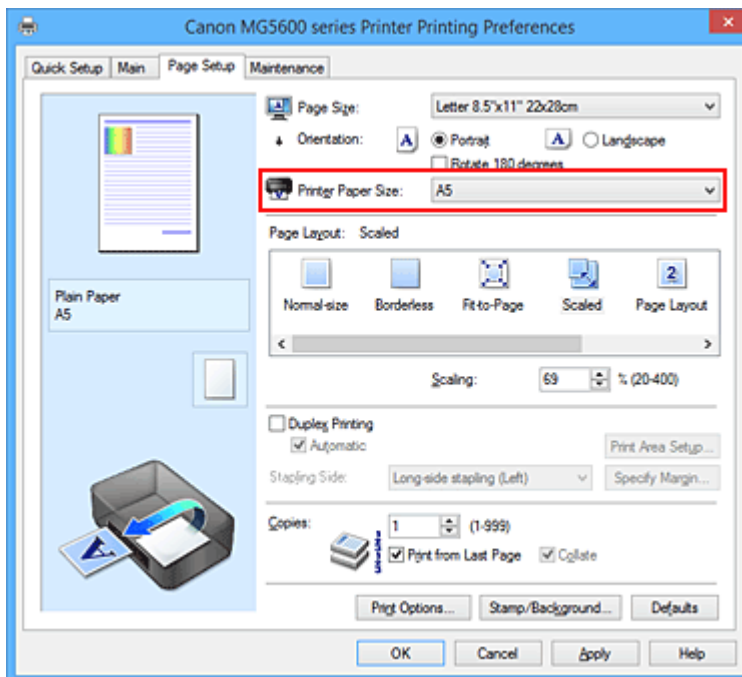 Canon MG5600 series Printer Printing Preferences
Quick Setup Main Page Setup Maintenance
Page Size: Letter 8.5"x11" 22x28cm
Orientation: A Portrait A Landscape
Rotate 180 degrees
Printer Paper Size: A5
Page Layout: Scaled
2
Normal-size Borderless Fit-to-Page Scaled Page Layout
Plain Paper
A5
Scaling: 69 % (20-400)
Duplex Printing
Automatic Print Area Setup...
Stapling Side: Long-side stapling (Left) Specify Margin...
Copies: 1 (1-999)
Print from Last Page Collate
A
Print Options... Stamp/Background... Defaults
OK Cancel Apply Help